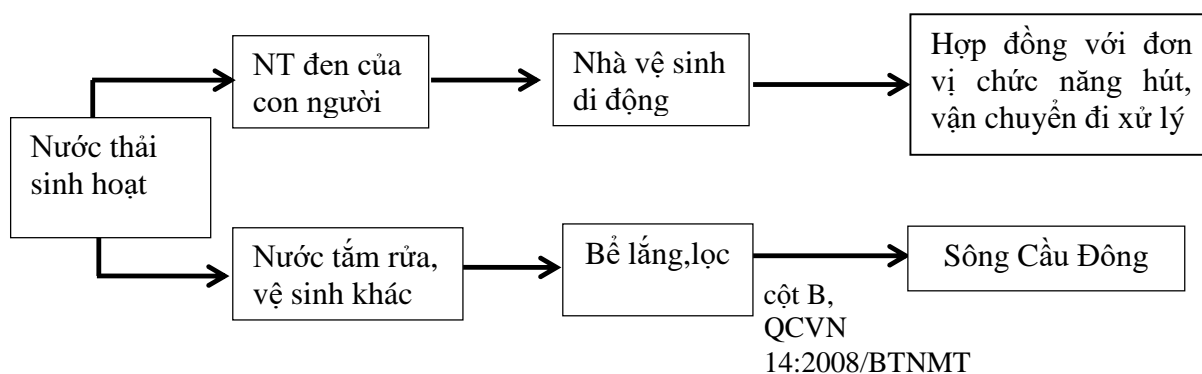 Nước thải
sinh hoạt
NT đen của
con người
Nhà vệ sinh
di động
Hợp đồng với đơn
vị chức năng hút,
vận chuyển đi xử lý
Nước tắm rửa,
vệ sinh khác
Bể lắng,lọc
cột B,
QCVN
14:2008/BTNMT
Sông Cầu Đông